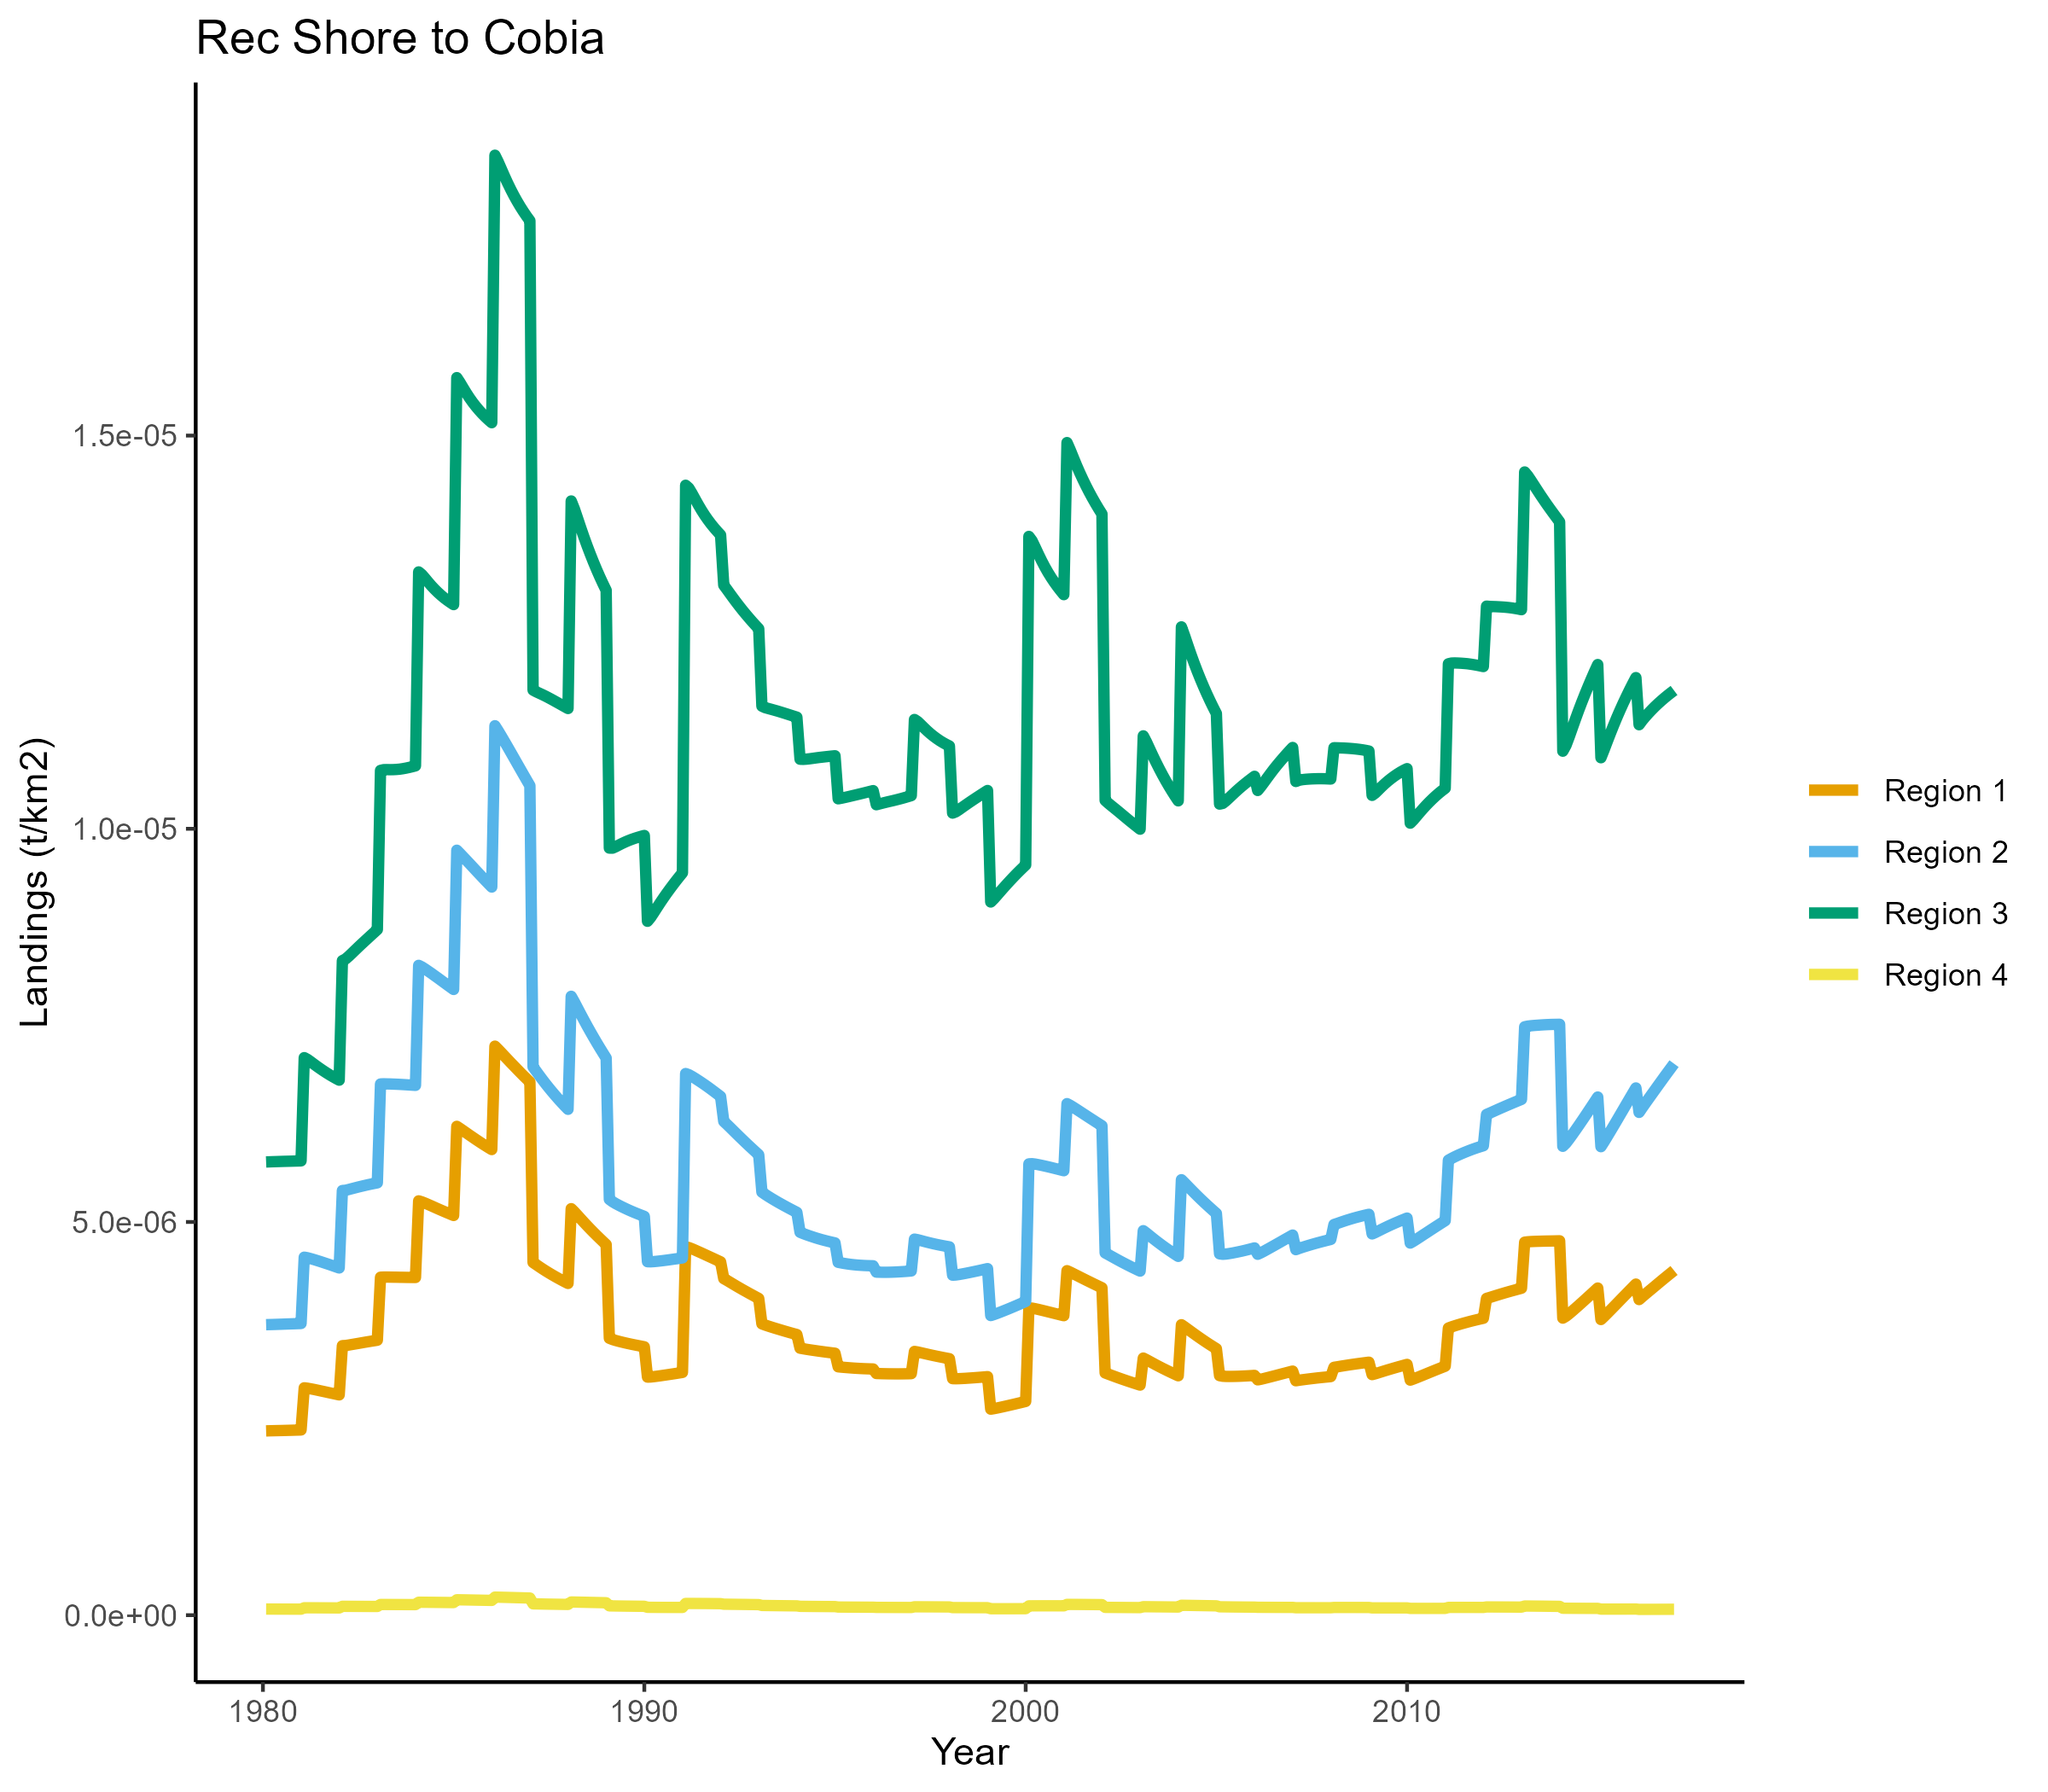 Rec Shore to Cobia
Landings (t/km2)
1.5e-05
1.0e-05
5.0e-06
0.0e+00
1980
1990
2000
2010
Year
Region 1
Region 2
Region 3
Region 4